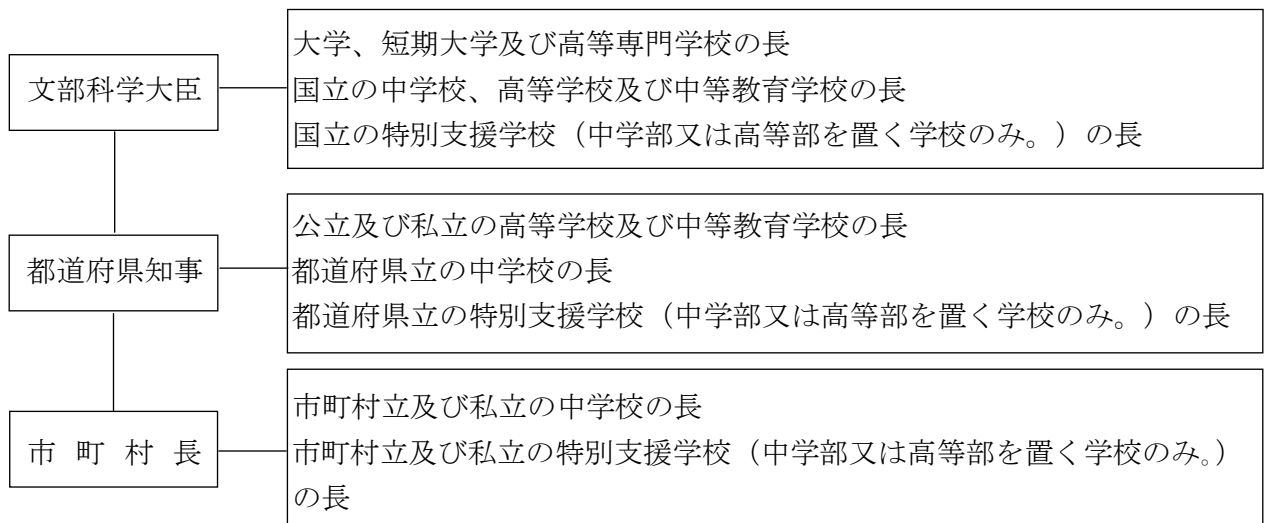 文部科学大臣
大学、短期大学及び高等専門学校の長
国立の中学校、高等学校及び中等教育学校の長
国立の特別支援学校（中学部又は高等部を置く学校のみ。）の長
都道府県知事
公立及び私立の高等学校及び中等教育学校の長
都道府県立の中学校の長
都道府県立の特別支援学校（中学部又は高等部を置く学校のみ。）の長
市 町 村 長
市町村立及び私立の中学校の長
市町村立及び私立の特別支援学校（中学部又は高等部を置く学校のみ。）
の長